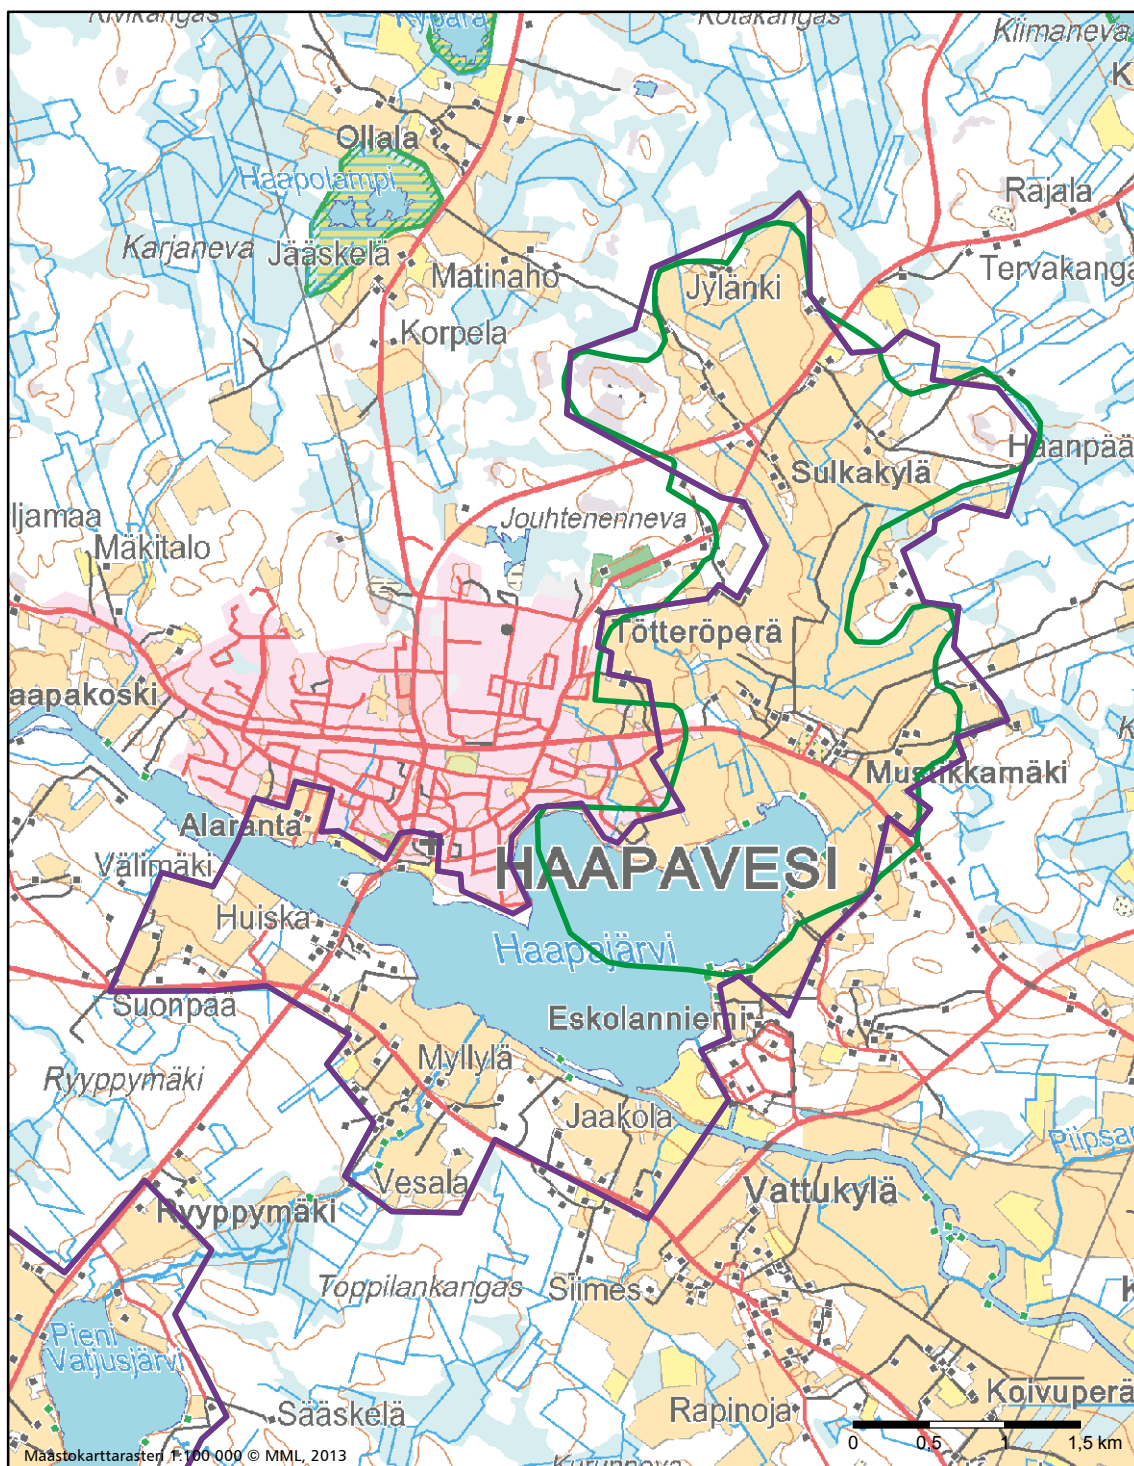 Kivikangas
Kypärä
Kotakangas
Kiimaneva
K
Ollala
Haapolampi
Rajala
Karjaneva
Jääskelä
Matinaho
Tervakanga
Jylänki
Korpela
Haanpää
Sulkakylä
ljamaa
Jouhtenenneva
Mäkitalo
Tötteröperä
aapakoski
K
Mustikkamäki
Alaranta
Välimäki
HAAPAVESI
Huiska
Haapajärvi
Suonpää
Eskolanniemi
Myllylä
Ryyppymäki
Jaakola
Piipsan
Vesala
Vattukylä
Ryyppymäki
Toppilankangas
Siimes
K
Pieni
Vatjusjärvi
Koivuperä
Sääskelä
Rapinoja
0 0,5 1 1,5 km
Maastokarttarasteri 1:100 000 © MML, 2013